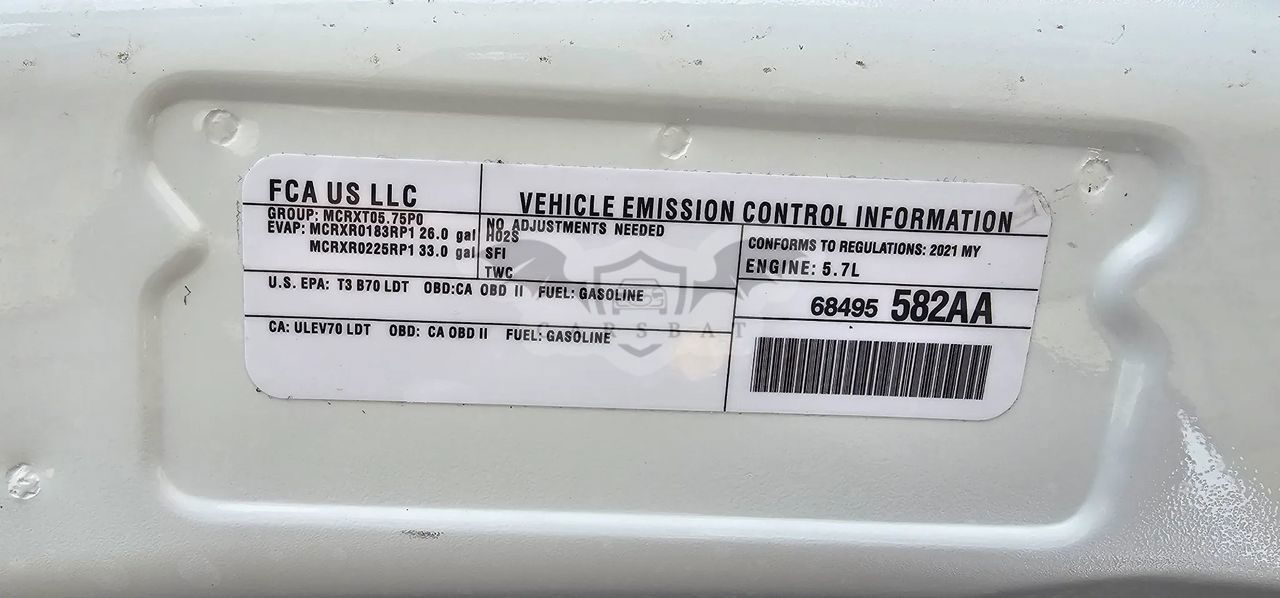 FCA US LLC
VEHICLE EMISSION CONTROL INFORMATION
GROUP: MCRXT05.75P0
EVAP: MCRXR0183RP1 26.0 gal
MCRXR0225RP1 33.0 gal
NO ADJUSTMENTS NEEDED
HO2S
SFI
TWC
CONFORMS TO REGULATIONS: 2021 MY
ENGINE: 5.7L
U.S. EPA: T3 B70 LDT OBD:CA OBD II FUEL: GASOLINE
68495 582AA
CA: ULEV70 LDT OBD: CA OBD II FUEL: GASOLINE
CARSBAT